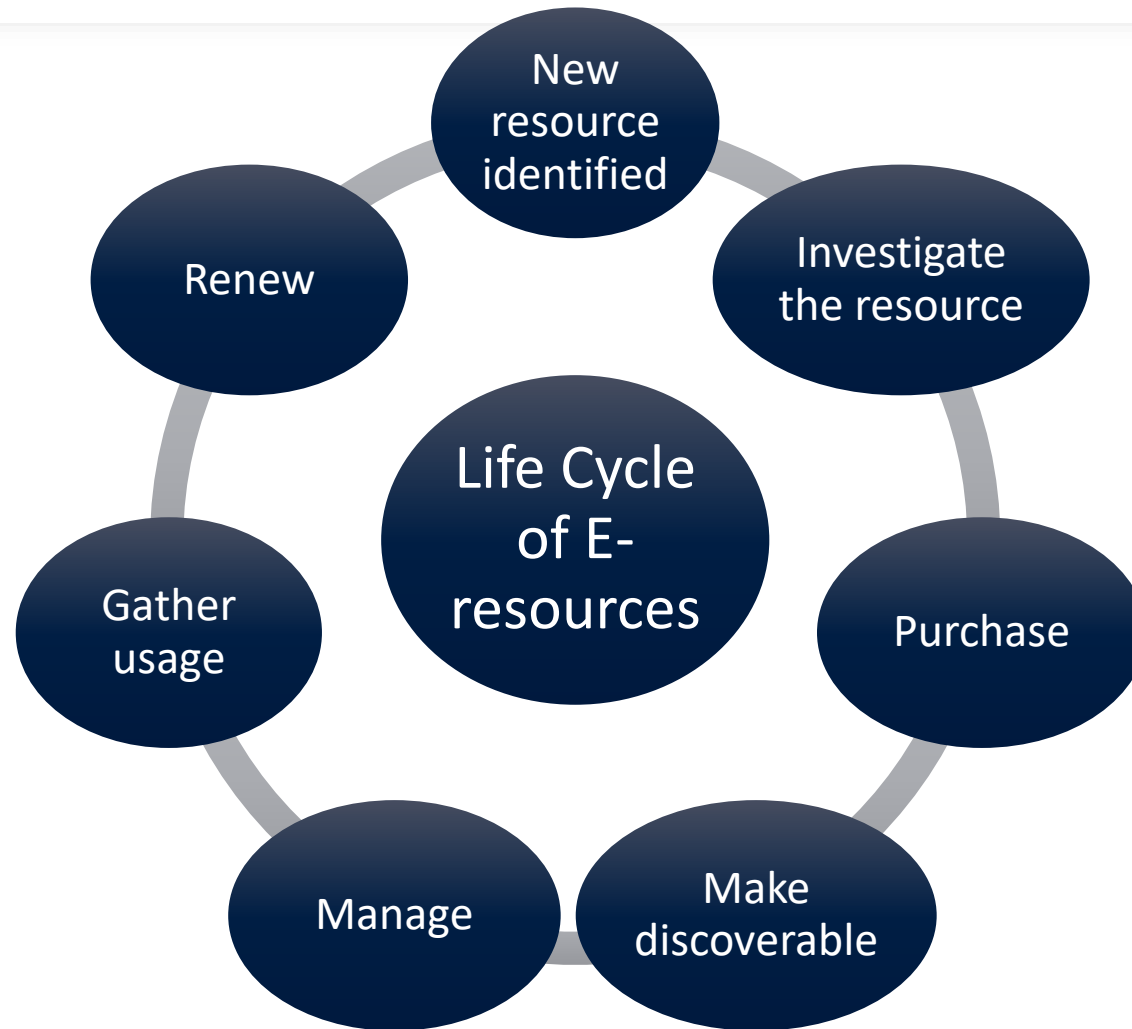 New
resource
identified
Investigate
the resource
Purchase
Make
discoverable
Manage
Gather
usage
Renew
Life Cycle
of E-
resources